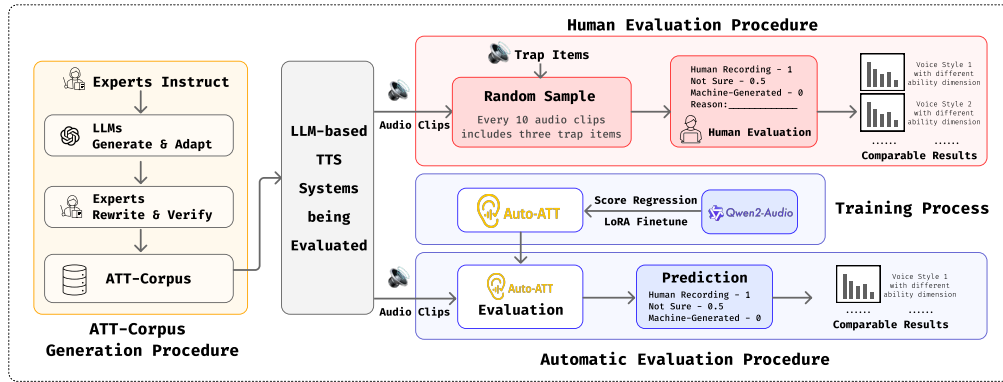 Human Evaluation Procedure
Experts Instruct
LLMs
Generate & Adapt
Experts
Rewrite & Verify
ATT-Corpus
ATT-Corpus
Generation Procedure
LLM-based
TTS
Systems
being
Evaluated
Audio Clips
Trap Items
Random Sample
Every 10 audio clips
includes three trap items
Human Recording - 1
Not Sure - 0.5
Machine-Generated - 0
Reason:_____________
Human Evaluation
Voice Style 1
with different
ability dimension
Voice Style 2
with different
ability dimension
...... ......
Comparable Results
Auto-ATT
Score Regression
LoRA Finetune
Qwen2-Audio
Training Process
Audio Clips
Auto-ATT
Evaluation
Prediction
Human Recording - 1
Not Sure - 0.5
Machine-Generated - 0
Voice Style 1
with different
ability dimension
...... ......
Comparable Results
Automatic Evaluation Procedure